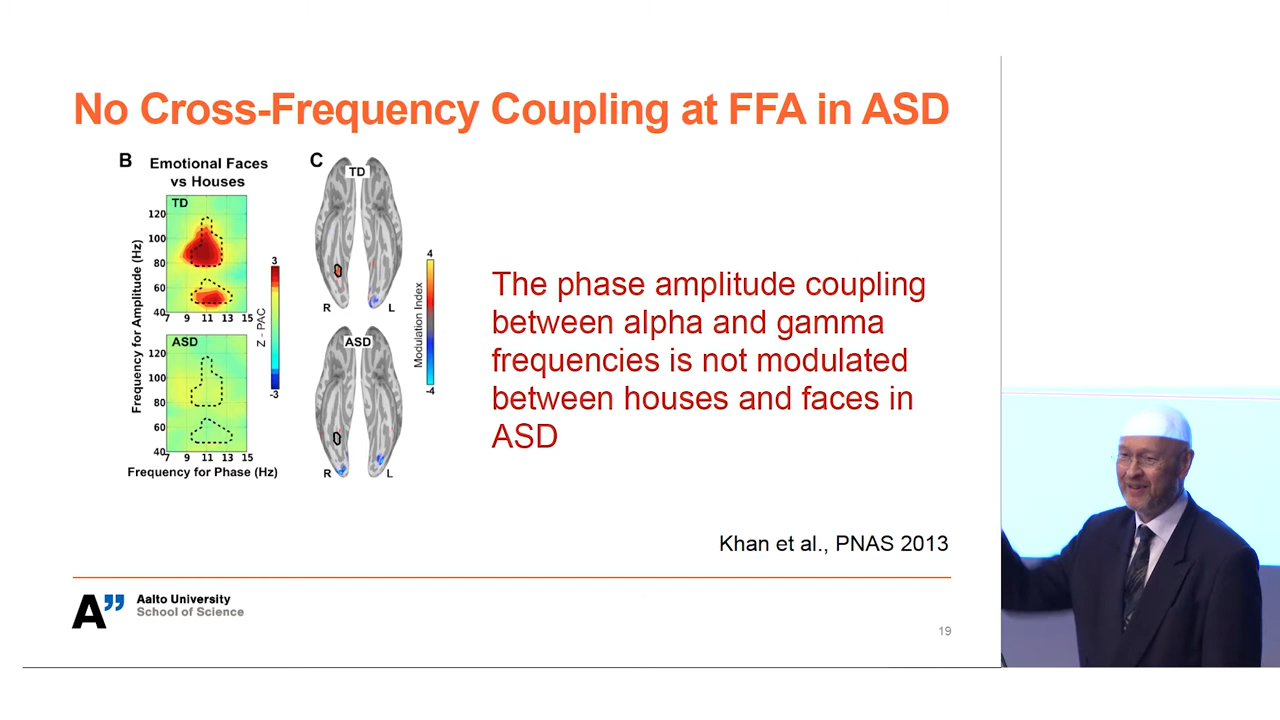 No Cross-Frequency Coupling at FFA in ASD
B
Emotional Faces
vs Houses
TD
120
100
80
60
40
7 9 11 13 15
ASD
120
100
80
60
40
7 9 11 13 15
Frequency for Amplitude (Hz)
Frequency for Phase (Hz)
3
Z - PAC
-3
C
TD
R L
ASD
R L
4
Modulation Index
-4
The phase amplitude coupling
between alpha and gamma
frequencies is not modulated
between houses and faces in
ASD
Khan et al., PNAS 2013
A”
Aalto University
School of Science
19